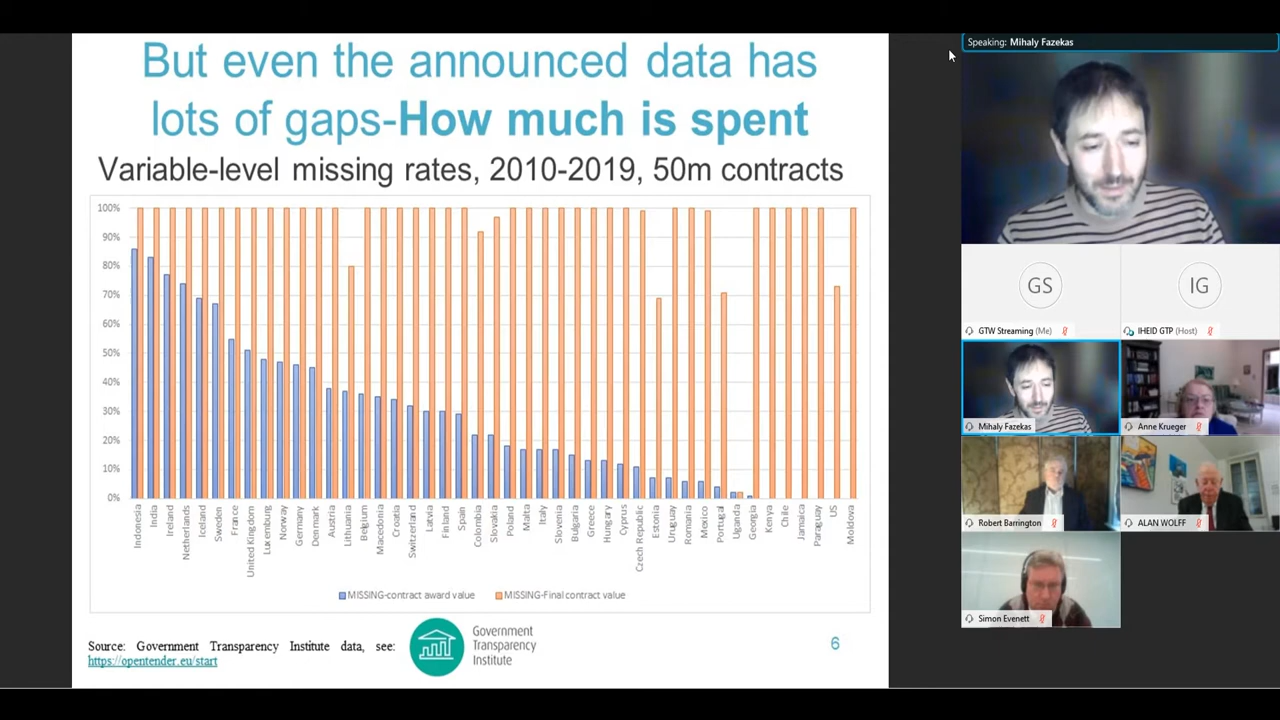 But even the announced data has
lots of gaps-How much is spent
Variable-level missing rates, 2010-2019, 50m contracts
100%
90%
80%
70%
60%
50%
40%
30%
20%
10%
0%
Indonesia
India
Ireland
Netherlands
Iceland
Sweden
France
United Kingdom
Luxemburg
Norway
Germany
Denmark
Austria
Lithuania
Belgium
Macedonia
Croatia
Switzerland
Latvia
Finland
Spain
Colombia
Slovakia
Poland
Malta
Italy
Slovenia
Bulgaria
Greece
Hungary
Cyprus
Czech Republic
Estonia
Uruguay
Romania
Mexico
Portugal
Uganda
Georgia
Kenya
Chile
Jamaica
Paraguay
US
Moldova
MISSING-contract award value MISSING-Final contract value
Source: Government Transparency Institute data, see:
https://opentender.eu/start
Government
Transparency
Institute
6
Speaking: Mihaly Fazekas
GS
IG
GTW Streaming (Me)
IHEID GTP (Host)
Mihaly Fazekas
Anne Krueger
Robert Barrington
ALAN WOLFF
Simon Evenett